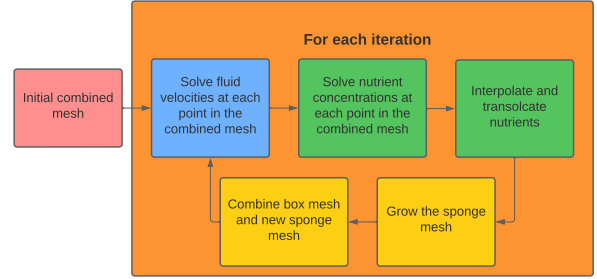 For each iteration
Initial combined
mesh
Solve fluid
velocities at each
point in the
combined mesh
Solve nutrient
concentrations at
each point in the
combined mesh
Interpolate and
transolcate
nutrients
Combine box mesh
and new sponge
mesh
Grow the sponge
mesh